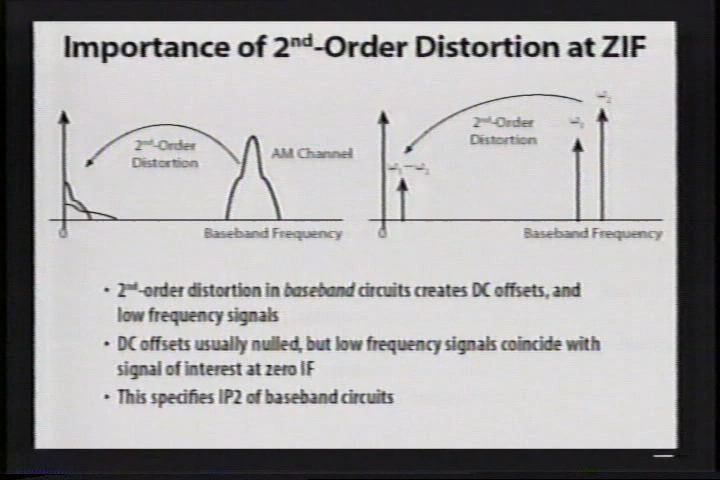 Importance of 2nd-Order Distortion at ZIF
2nd-Order
Distortion
AM Channel
0
Baseband Frequency
2nd-Order
Distortion
ω₂
ω₁
0
Baseband Frequency
• 2nd-order distortion in baseband circuits creates DC offsets, and
low frequency signals
• DC offsets usually nulled, but low frequency signals coincide with
signal of interest at zero IF
• This specifies IP2 of baseband circuits